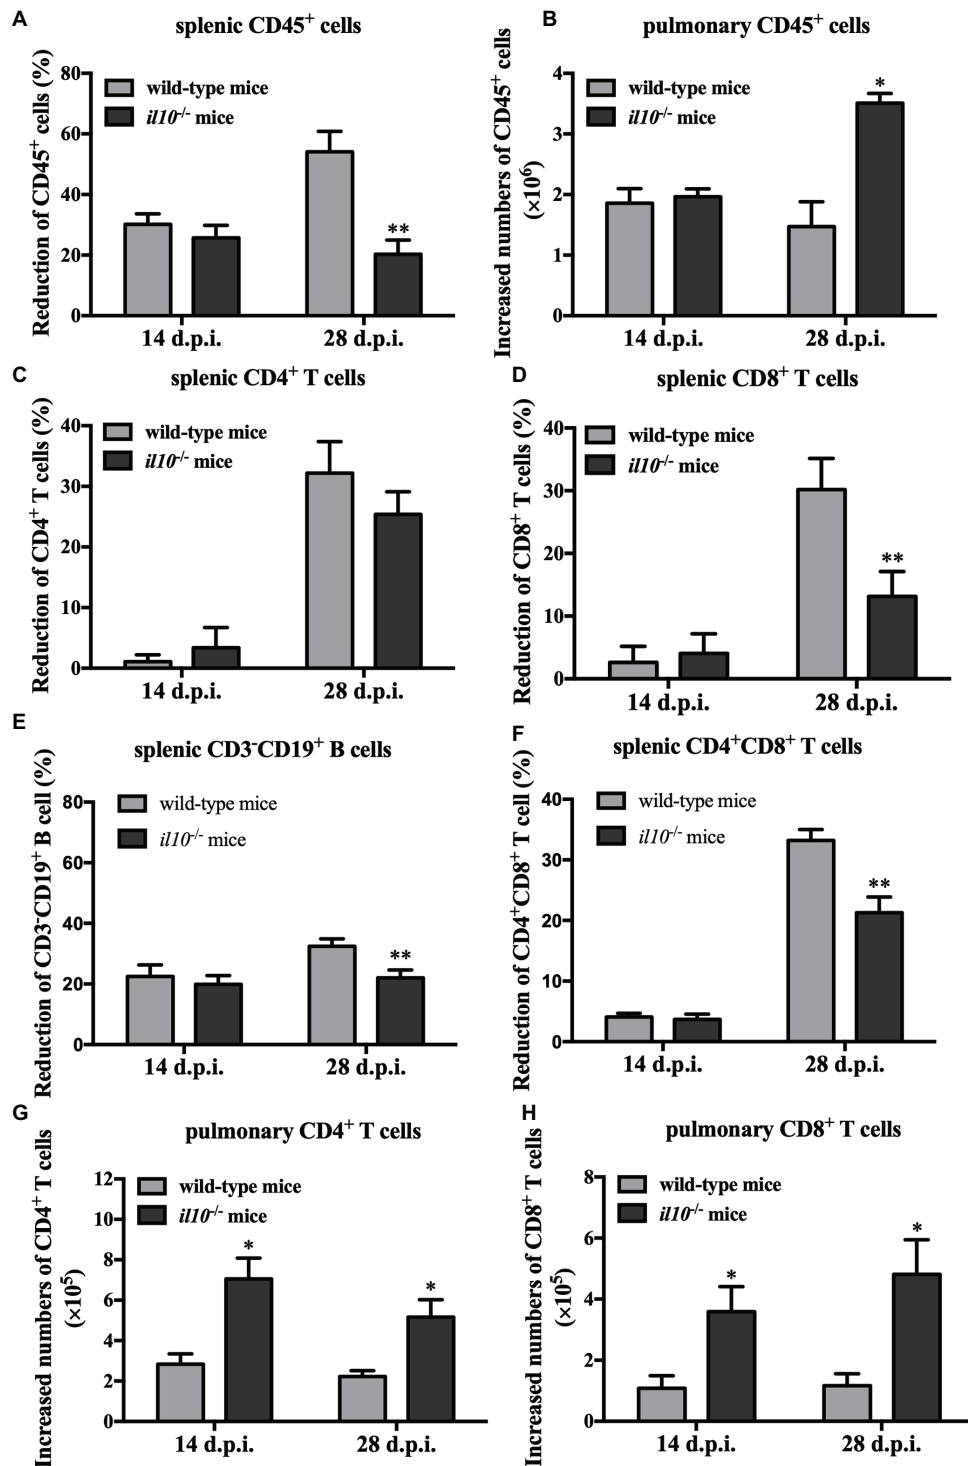 A
splenic CD45⁺ cells
Reduction of CD45⁺ cells (%)
80
60
40
20
0
wild-type mice
il10⁻/⁻ mice
**
14 d.p.i.
28 d.p.i.
B
pulmonary CD45⁺ cells
Increased numbers of CD45⁺ cells
(×10⁶)
4
3
2
1
0
wild-type mice
il10⁻/⁻ mice
*
14 d.p.i.
28 d.p.i.
C
splenic CD4⁺ T cells
Reduction of CD4⁺ T cells (%)
40
30
20
10
0
wild-type mice
il10⁻/⁻ mice
14 d.p.i.
28 d.p.i.
D
splenic CD8⁺ T cells
Reduction of CD8⁺ T cells (%)
40
30
20
10
0
wild-type mice
il10⁻/⁻ mice
**
14 d.p.i.
28 d.p.i.
E
splenic CD3⁻CD19⁺ B cells
Reduction of CD3⁻CD19⁺ B cell (%)
80
60
40
20
0
wild-type mice
il10⁻/⁻ mice
**
14 d.p.i.
28 d.p.i.
F
splenic CD4⁺CD8⁺ T cells
Reduction of CD4⁺CD8⁺ T cell (%)
40
30
20
10
0
wild-type mice
il10⁻/⁻ mice
**
14 d.p.i.
28 d.p.i.
G
pulmonary CD4⁺ T cells
Increased numbers of CD4⁺ T cells
(×10⁵)
12
10
8
6
4
2
0
wild-type mice
il10⁻/⁻ mice
*
*
14 d.p.i.
28 d.p.i.
H
pulmonary CD8⁺ T cells
Increased numbers of CD8⁺ T cells
(×10⁵)
8
6
4
2
0
wild-type mice
il10⁻/⁻ mice
*
*
14 d.p.i.
28 d.p.i.